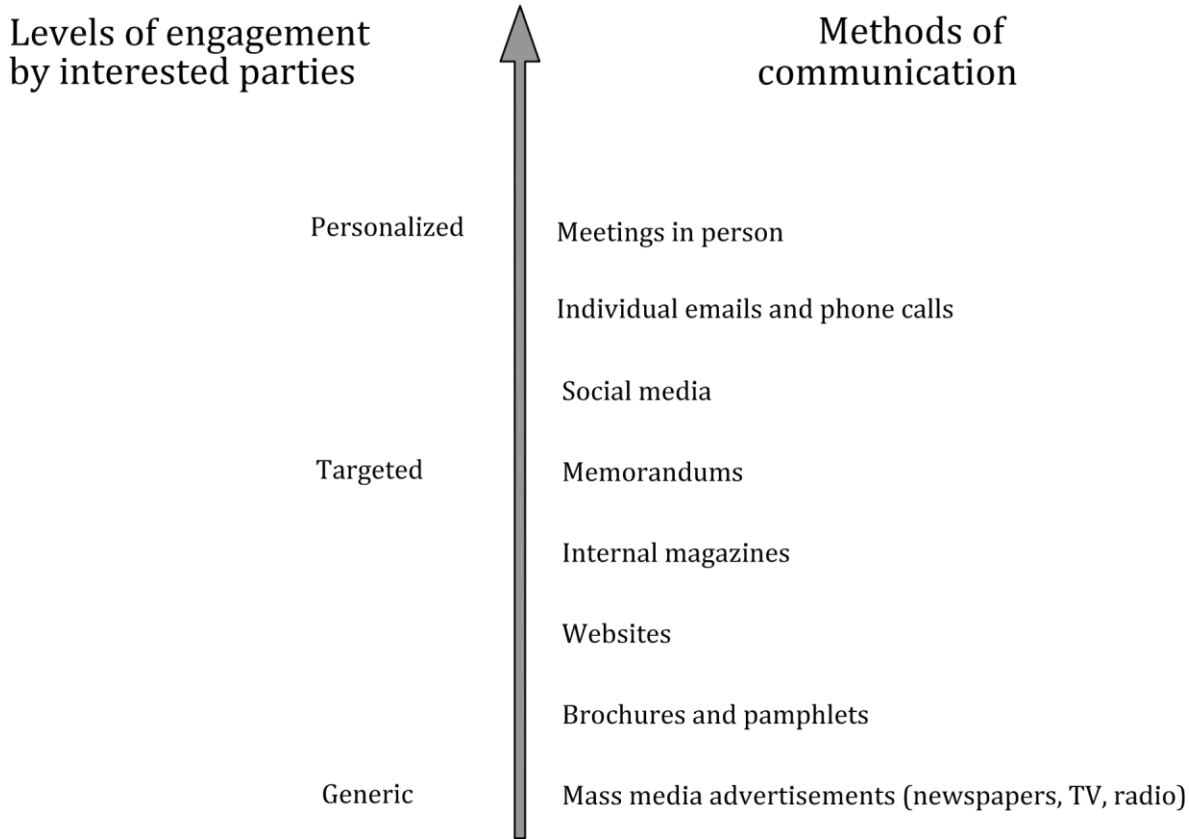 Levels of engagement
by interested parties
Methods of
communication
Personalized
Meetings in person
Individual emails and phone calls
Social media
Targeted
Memorandums
Internal magazines
Websites
Brochures and pamphlets
Generic
Mass media advertisements (newspapers, TV, radio)